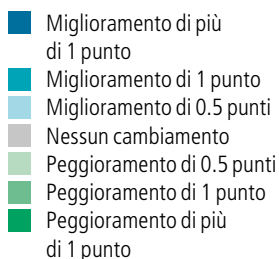 Miglioramento di più
di 1 punto
Miglioramento di 1 punto
Miglioramento di 0.5 punti
Nessun cambiamento
Peggioramento di 0.5 punti
Peggioramento di 1 punto
Peggioramento di più
di 1 punto